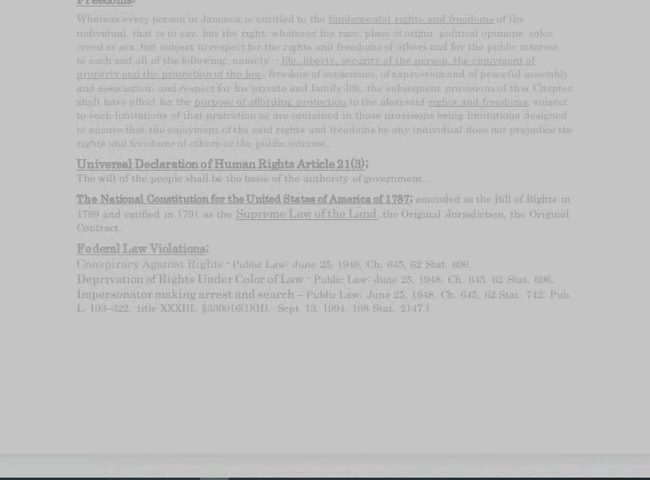 Freedoms:
Whereas every person in Jamaica is entitled to the fundamental rights and freedoms of the
individual, that is to say, has the right, whatever his race, place of origin, political opinions, color,
creed or sex, but subject to respect for the rights and freedoms of others and for the public interest,
to each and all of the following, namely, - life, liberty, security of the person, the enjoyment of
property and the protection of the law; freedom of conscience, of expression and of peaceful assembly
and association; and respect for his private and family life, the subsequent provisions of this Chapter
shall have effect for the purpose of affording protection to the aforesaid rights and freedoms, subject
to such limitations of that protection as are contained in those provisions being limitations designed
to ensure that the enjoyment of the said rights and freedoms by any individual does not prejudice the
rights and freedoms of others or the public interest.
Universal Declaration of Human Rights Article 21(3);
The will of the people shall be the basis of the authority of government...
The National Constitution for the United States of America of 1787; amended as the Bill of Rights in
1789 and ratified in 1791 as the Supreme Law of the Land, the Original Jurisdiction, the Original
Contract.
Federal Law Violations:
Conspiracy Against Rights - Public Law: June 25, 1948, Ch. 645, 62 Stat. 696.
Deprivation of Rights Under Color of Law - Public Law: June 25, 1948, Ch. 645, 62 Stat. 696.
Impersonator making arrest and search – Public Law: June 25, 1948, Ch. 645, 62 Stat. 742; Pub.
L. 103–322, title XXXIII, §330016(1)(H), Sept. 13, 1994, 108 Stat. 2147.)